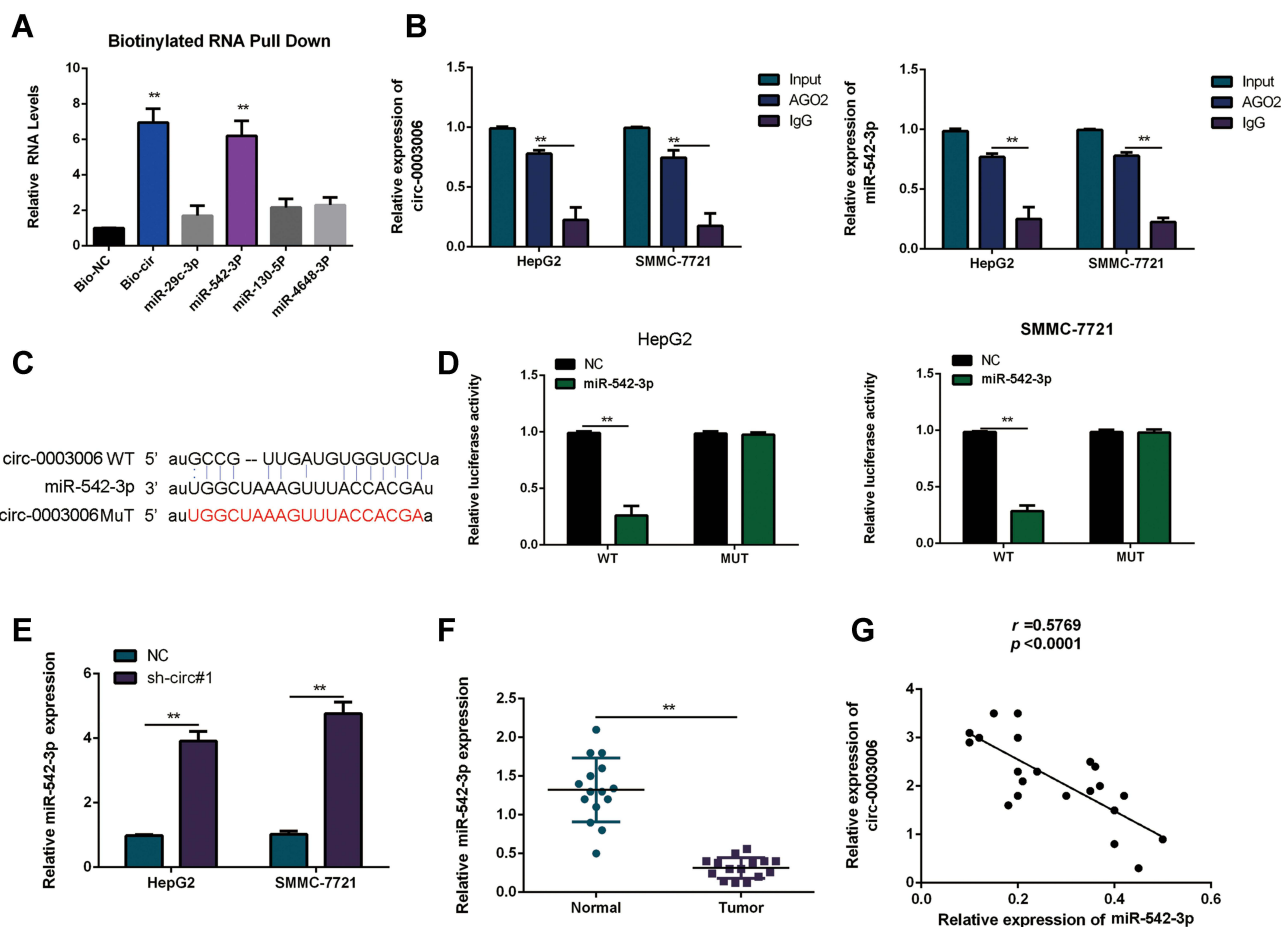 A
Biotinylated RNA Pull Down
Relative RNA Levels
10
8
6
4
2
0
**
**
Bio-NC
Bio-cir
miR-29c-3p
miR-542-3P
miR-130-5P
miR-4648-3P
B
Relative expression of
circ-0003006
1.5
1.0
0.5
0.0
**
**
HepG2
SMMC-7721
Input
AGO2
IgG
Relative expression of
miR-542-3p
1.5
1.0
0.5
0.0
**
**
HepG2
SMMC-7721
Input
AGO2
IgG
C
circ-0003006 WT 5' auGCCG -- UUGAUGUGGUGCUa
miR-542-3p 3' auUGGCUAAAGUUUACCACGAu
circ-0003006MuT 5' auUGGCUAAAGUUUACCACGAa
D
HepG2
NC
miR-542-3p
Relative luciferase activity
1.5
1.0
0.5
0.0
**
WT
MUT
SMMC-7721
NC
miR-542-3p
Relative luciferase activity
1.5
1.0
0.5
0.0
**
WT
MUT
E
NC
sh-circ#1
Relative miR-542-3p expression
6
4
2
0
**
**
HepG2
SMMC-7721
F
Relative miR-542-3p expression
2.5
2.0
1.5
1.0
0.5
0.0
**
Normal
Tumor
G
r =0.5769
p <0.0001
Relative expression of
circ-0003006
4
3
2
1
0
0.0
0.2
0.4
0.6
Relative expression of miR-542-3p